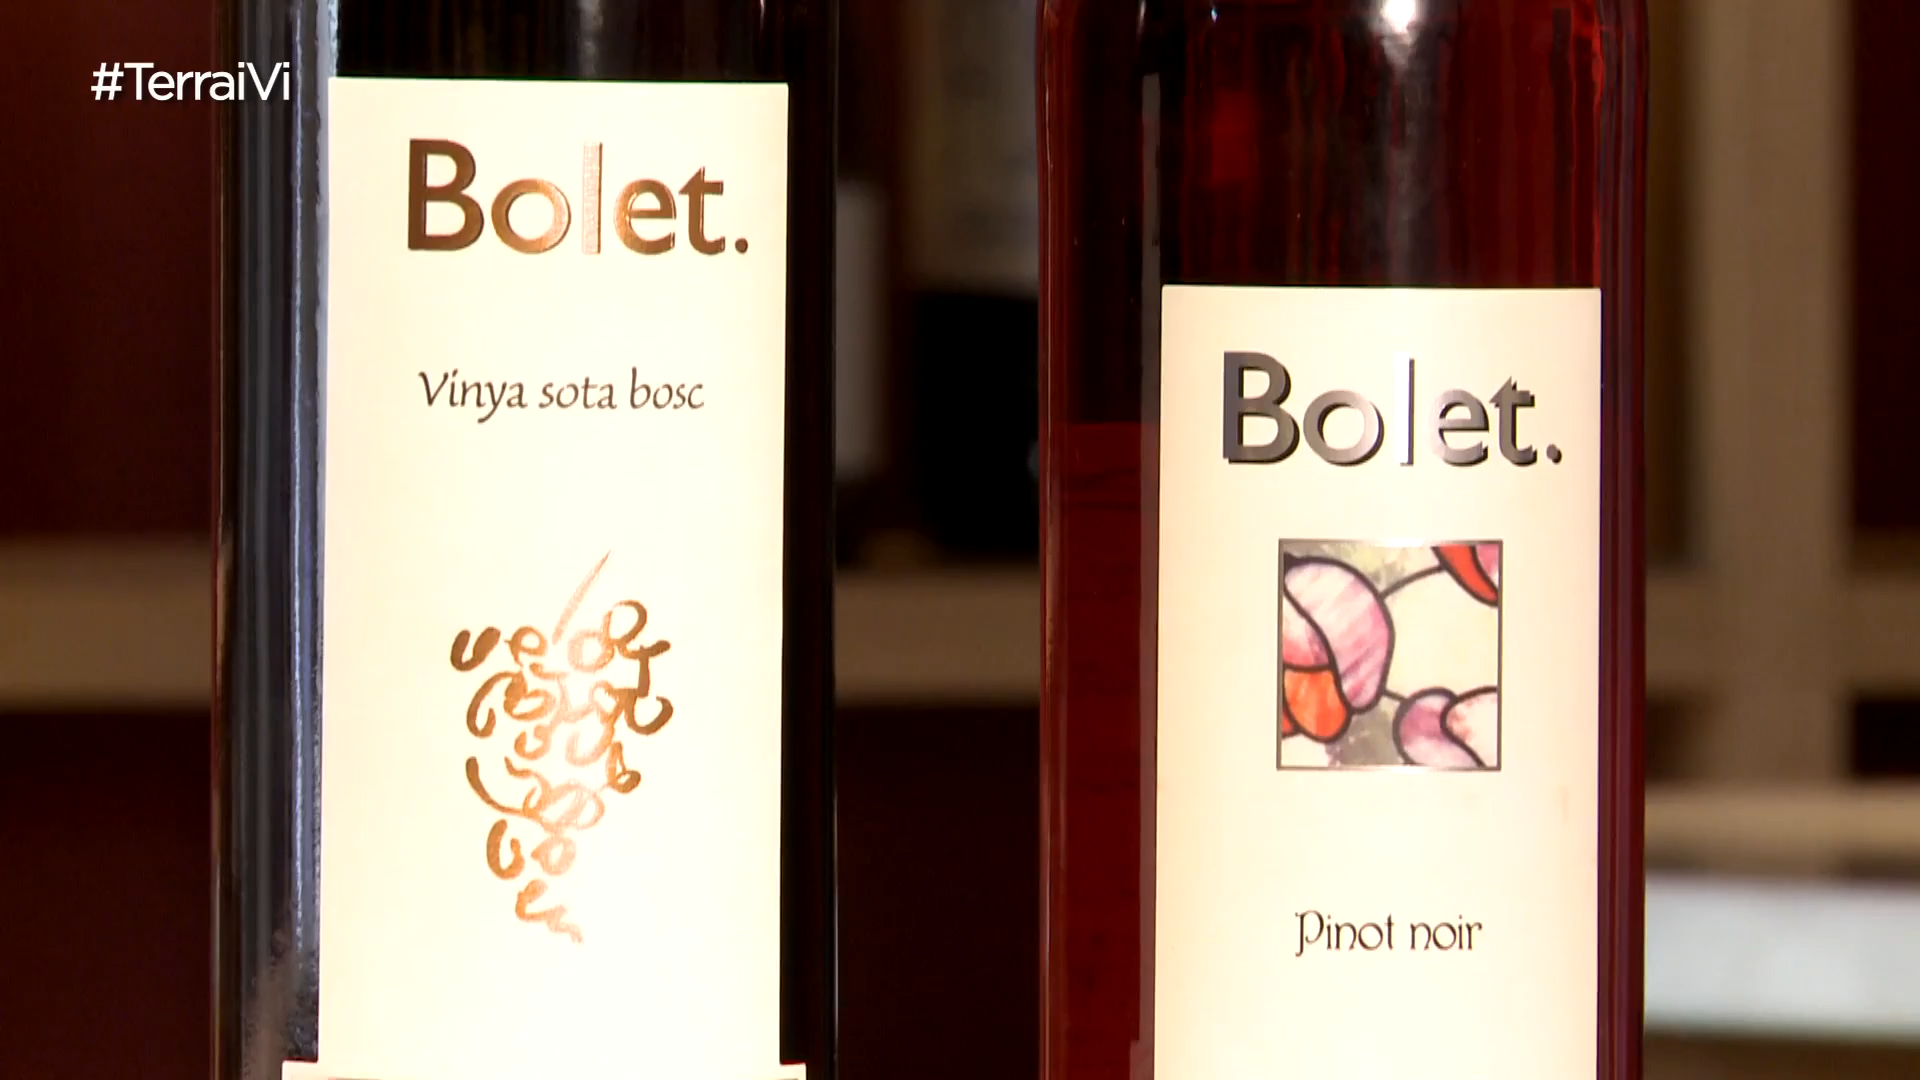 #TerraiVi
Bolet.
Vinya sota bosc
Bolet.
Pinot noir